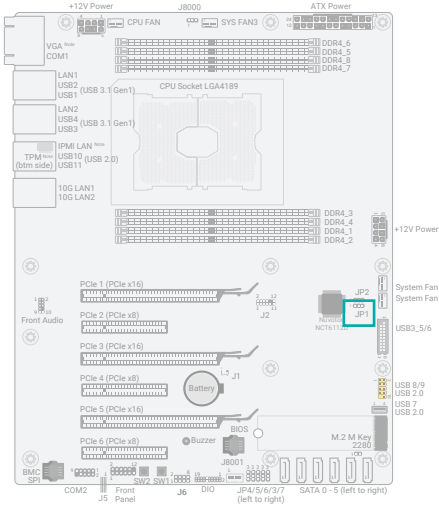 +12V Power
J8000
ATX Power
CPU FAN
SYS FAN3
VGA Note
COM1
DDR4_6
DDR4_5
DDR4_8
DDR4_7
LAN1
USB2 (USB 3.1 Gen1)
USB1
CPU Socket LGA4189
LAN2
USB4 (USB 3.1 Gen1)
USB3
IPMI LAN Note
TPM Note USB10 (USB 2.0)
(btm side) USB11
10G LAN1
10G LAN2
DDR4_3
DDR4_4
DDR4_1
DDR4_2
+12V Power
System Fan
System Fan
PCIe 1 (PCIe x16)
JP2
JP1
J2
Front Audio
Nuvoton
NCT6112D
PCIe 2 (PCIe x8)
USB3_5/6
PCIe 3 (PCIe x16)
PCIe 4 (PCIe x8)
J1
Battery
USB 8/9
USB 2.0
USB 7
USB 2.0
PCIe 5 (PCIe x16)
BIOS
Buzzer
M.2 M Key
2280
PCIe 6 (PCIe x8)
J8001
BMC
SPI
COM2
J5
Front
Panel
SW2
SW1
J6
DIO
JP4/5/6/3/7
(left to right)
SATA 0 - 5 (left to right)